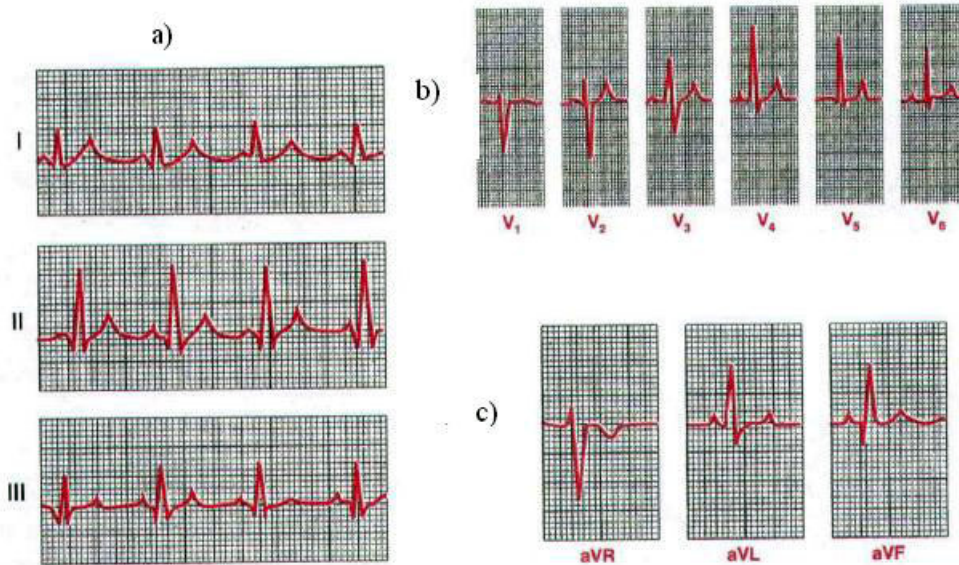 a)
I
II
III
b)
V₁ V₂ V₃ V₄ V₅ V₆
c)
aVR aVL aVF